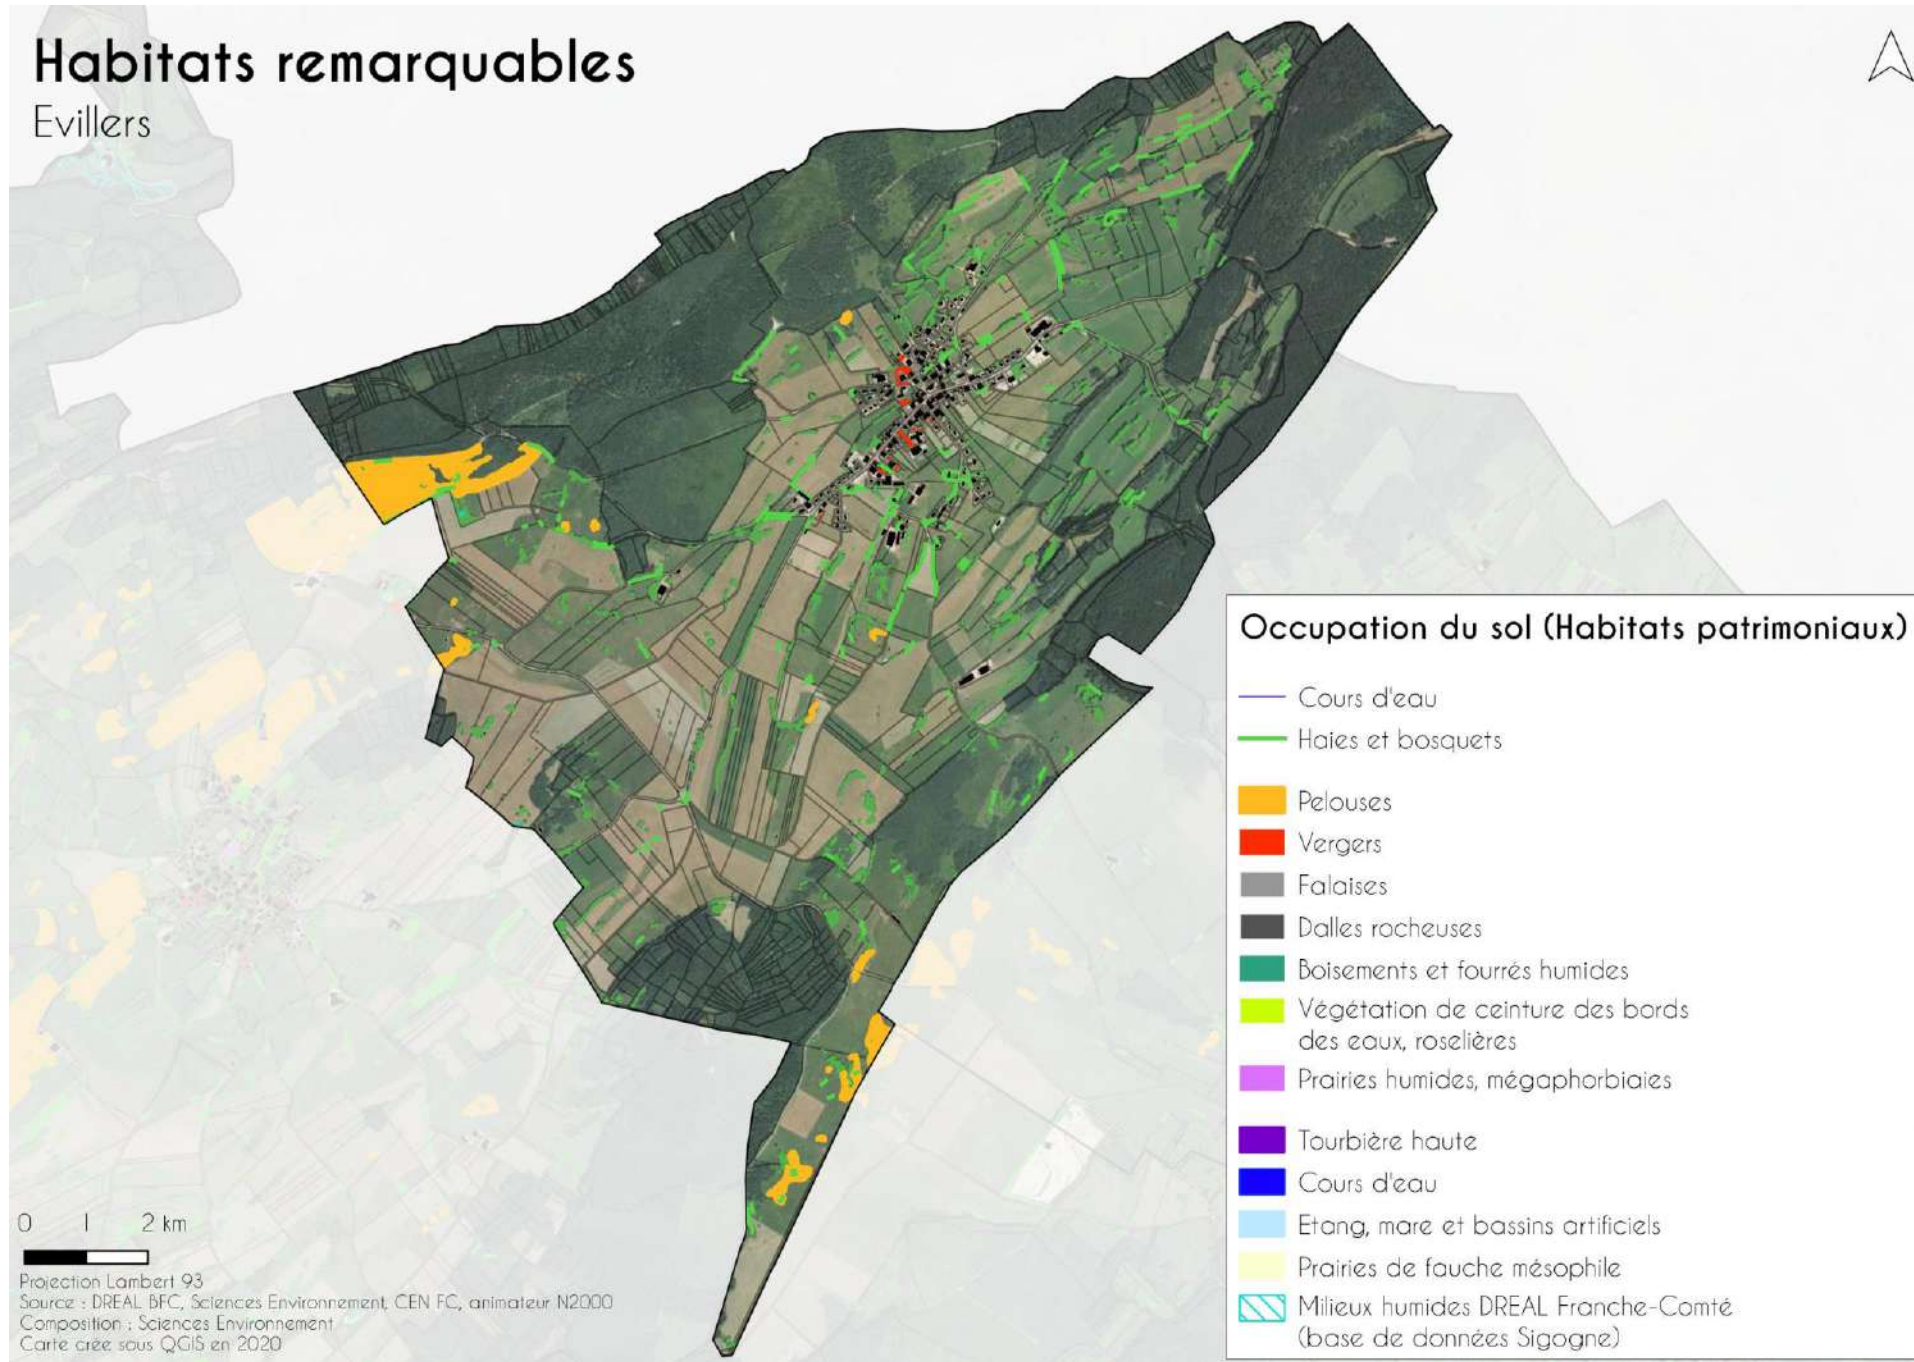 Habitats remarquables
Evillers
Occupation du sol (Habitats patrimoniaux)
Cours d'eau
Haies et bosquets
Pelouses
Vergers
Falaises
Dalles rocheuses
Boisements et fourrés humides
Végétation de ceinture des bords
des eaux, roselières
Prairies humides, mégaphorbiaies
Tourbière haute
Cours d'eau
Etang, mare et bassins artificiels
Prairies de fauche mésophile
Milieux humides DREAL Franche-Comté
(base de données Sigogne)
0 1 2 km
Projection Lambert 93
Source : DREAL BFC, Sciences Environnement, CEN FC, animateur N2000
Composition : Sciences Environnement
Carte crée sous QGIS en 2020